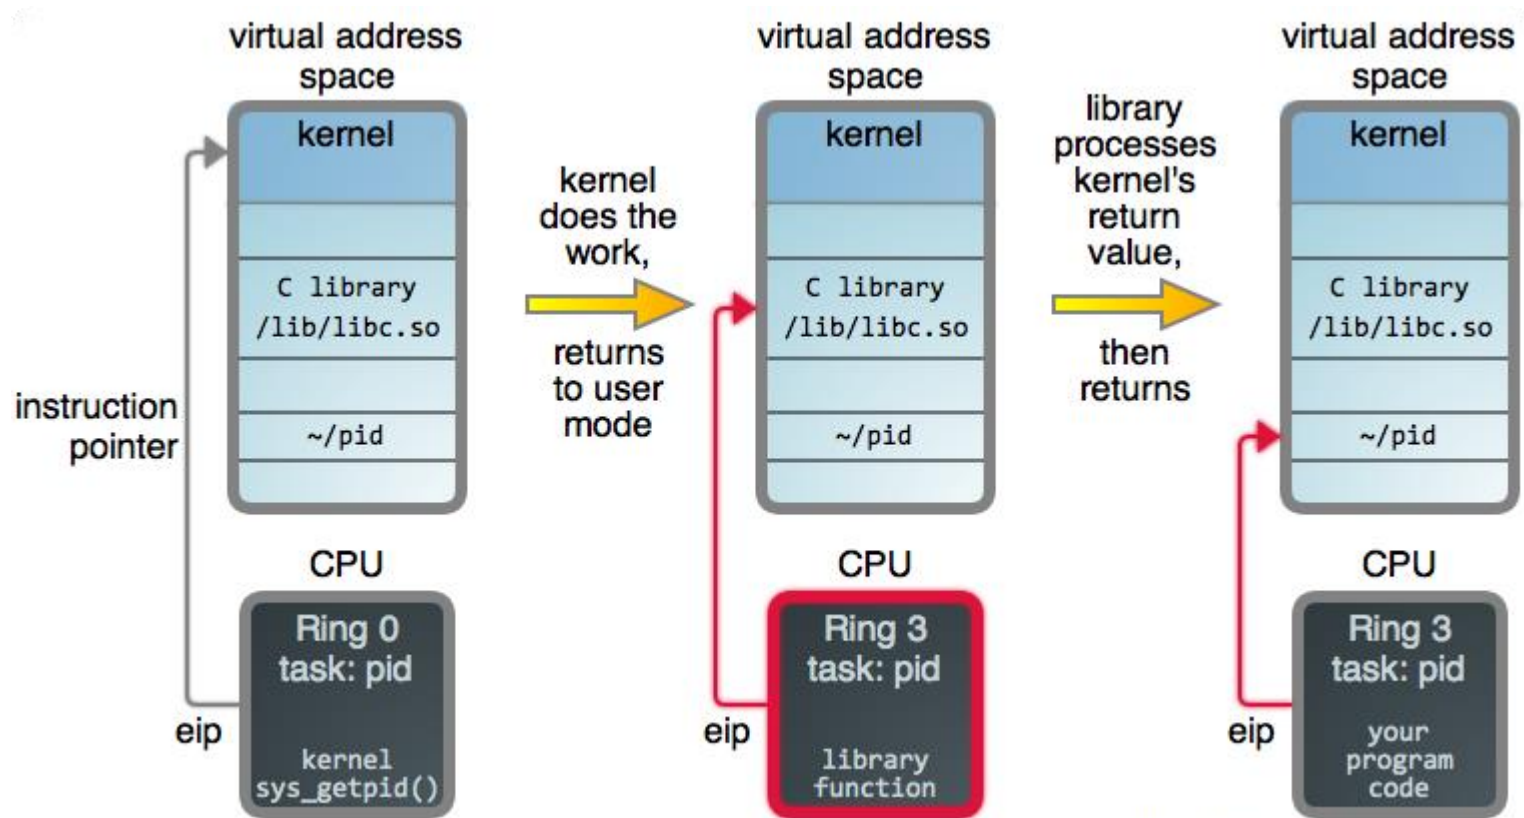 virtual address
space
kernel
C library
/lib/libc.so
~/pid
instruction
pointer
CPU
Ring 0
task: pid
eip
kernel
sys_getpid()
kernel
does the
work,
returns
to user
mode
virtual address
space
kernel
C library
/lib/libc.so
~/pid
CPU
Ring 3
task: pid
eip
library
function
library
processes
kernel's
return
value,
then
returns
virtual address
space
kernel
C library
/lib/libc.so
~/pid
CPU
Ring 3
task: pid
eip
your
program
code